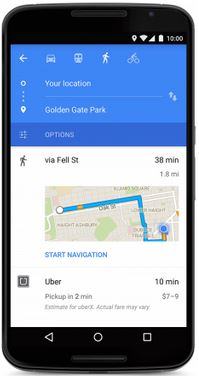 10:00
Your location
Golden Gate Park
OPTIONS
via Fell St 38 min
1.8 mi
ALAMO SQUARE
Oak St
LOWER HAIGHT
HAIGHT ASHBURY
DUBOCE TRIANGLE
START NAVIGATION
Uber 10 min
Pickup in 2 min $7–9
Estimate for uberX. Actual fare may vary